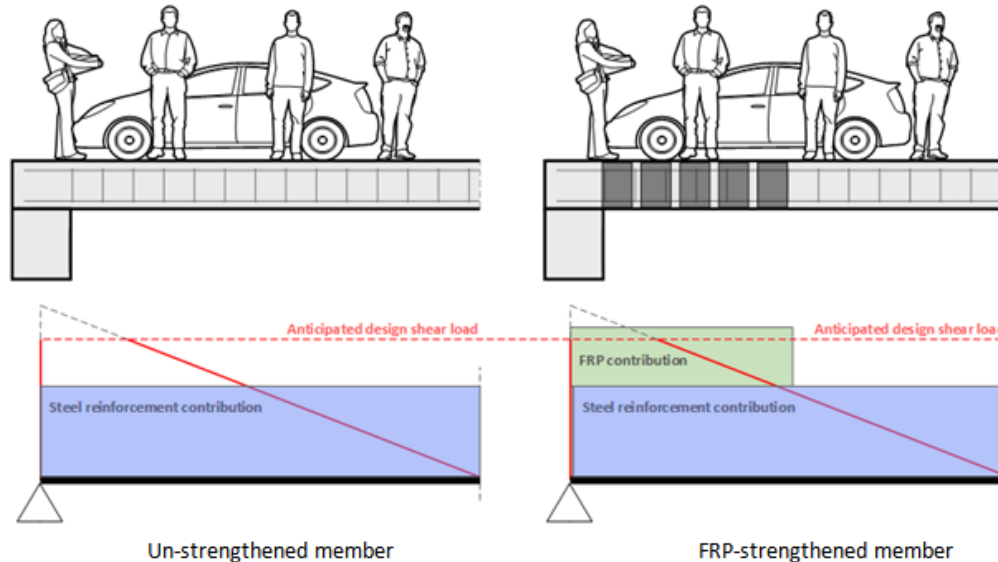 Anticipated design shear load
Steel reinforcement contribution
Un-strengthened member
Anticipated design shear load
FRP contribution
Steel reinforcement contribution
FRP-strengthened member